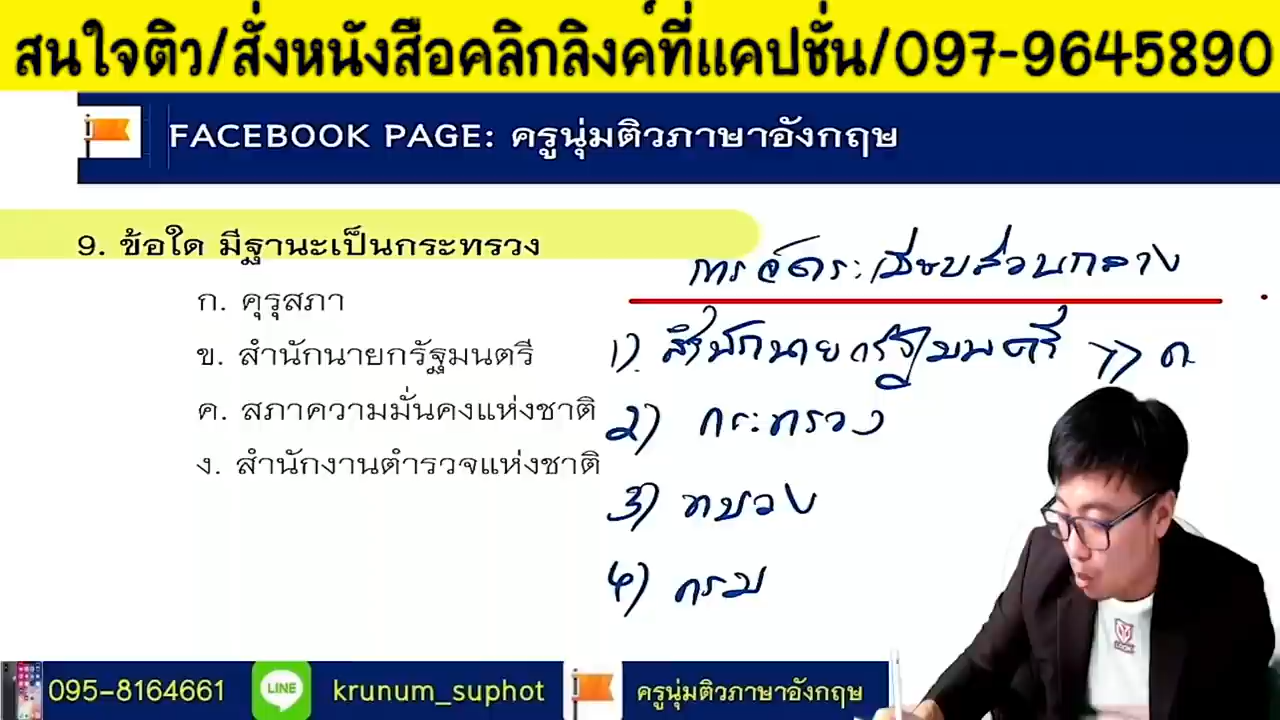 สนใจติว/สั่งหนังสือคลิกลิงค์ที่แคปชั่น/097-9645890
FACEBOOK PAGE: ครูนุ่มติวภาษาอังกฤษ
9. ข้อใด มีฐานะเป็นกระทรวง
ก. คุรุสภา
ข. สำนักนายกรัฐมนตรี
ค. สภาความมั่นคงแห่งชาติ
ง. สำนักงานตำรวจแห่งชาติ
การจัดระเบียบส่วนกลาง
1) สำนักนายกรัฐมนตรี >> ก.
2) กระทรวง
3) ทบวง
4) กรม
095-8164661
LINE
krunum_suphot
ครูนุ่มติวภาษาอังกฤษ